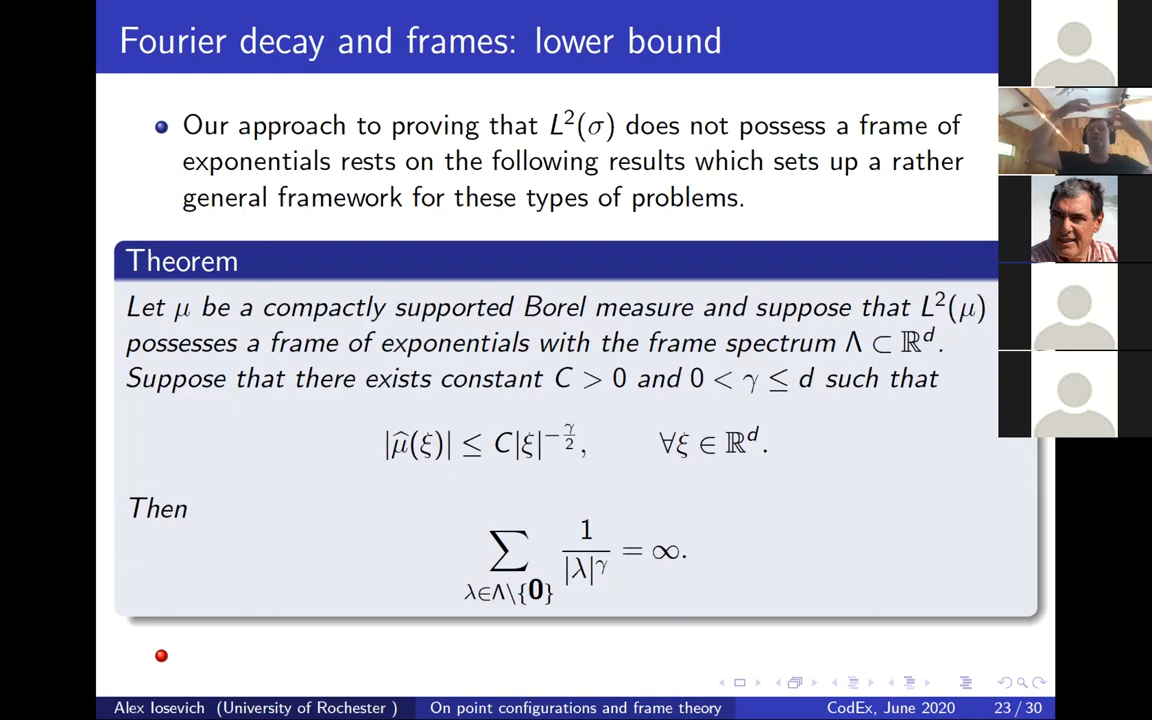 Fourier decay and frames: lower bound
Our approach to proving that L²(σ) does not possess a frame of
exponentials rests on the following results which sets up a rather
general framework for these types of problems.
Theorem
Let μ be a compactly supported Borel measure and suppose that L²(μ)
possesses a frame of exponentials with the frame spectrum Λ ⊂ ℝᵈ.
Suppose that there exists constant C > 0 and 0 < γ ≤ d such that
|μ̂(ξ)| ≤ C|ξ|^{-γ/2}, ∀ξ ∈ ℝᵈ.
Then
∑_{λ∈Λ\{0}} 1/|λ|^γ = ∞.
Alex Iosevich (University of Rochester ) On point configurations and frame theory CodEx, June 2020 23 / 30